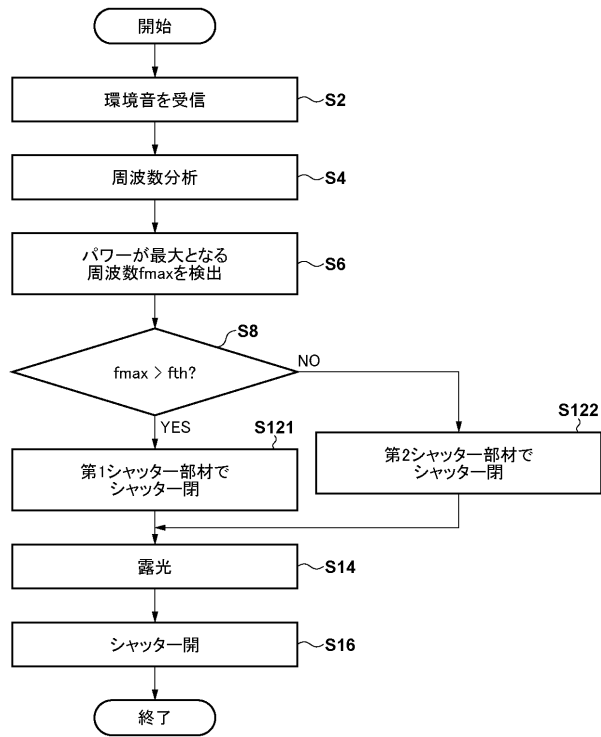 開始
環境音を受信
S2
周波数分析
S4
パワーが最大となる
周波数fmaxを検出
S6
S8
fmax > fth?
NO
YES
S121
第1シャッター部材で
シャッター閉
S122
第2シャッター部材で
シャッター閉
露光
S14
シャッター開
S16
終了